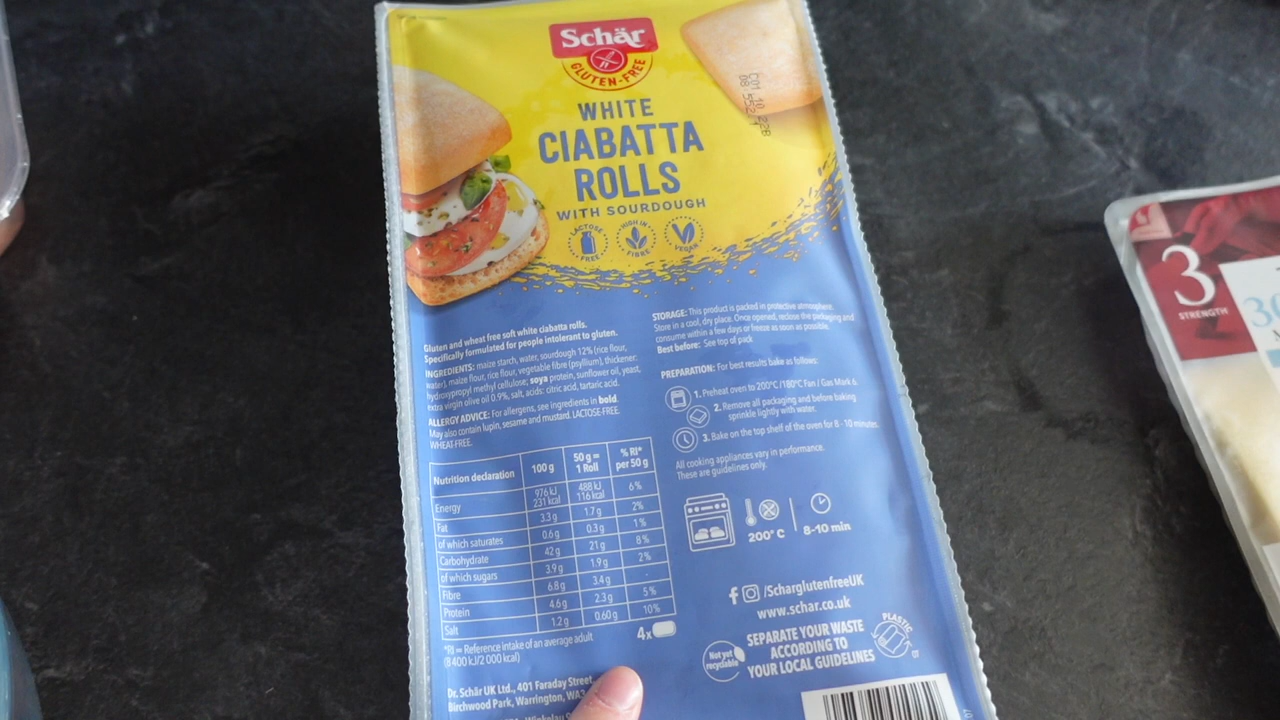 Schär
GLUTEN-FREE
WHITE
CIABATTA
ROLLS
WITH SOURDOUGH
LACTOSE FREE
HIGH IN FIBRE
VEGAN
Gluten and wheat free soft white ciabatta rolls.
Specifically formulated for people intolerant to gluten.
INGREDIENTS: maize starch, water, sourdough 12% (rice flour,
water), maize flour, rice flour, vegetable fibre (psyllium), thickener:
hydroxypropyl methyl cellulose; soya protein, sunflower oil, yeast,
extra virgin olive oil 0.9%, salt, acids: citric acid, tartaric acid.
ALLERGY ADVICE: For allergens, see ingredients in bold.
May also contain lupin, sesame and mustard. LACTOSE-FREE.
WHEAT-FREE.
Nutrition declaration 100 g 50 g = 1 Roll % RI* per 50 g
Energy 976 kJ 231 kcal 488 kJ 116 kcal 6%
Fat 3.3 g 1.7 g 2%
of which saturates 0.6 g 0.3 g 1%
Carbohydrate 42 g 21 g 8%
of which sugars 3.9 g 1.9 g 2%
Fibre 6.8 g 3.4 g -
Protein 4.6 g 2.3 g 5%
Salt 1.2 g 0.60 g 10%
*RI = Reference intake of an average adult
(8400 kJ/2 000 kcal)
4x
Dr. Schär UK Ltd., 401 Faraday Street,
Birchwood Park, Warrington, WA3
STORAGE: This product is packed in protective atmosphere.
Store in a cool, dry place. Once opened, reclose the packaging and
consume within a few days or freeze as soon as possible.
Best before: See top of pack
PREPARATION: For best results bake as follows:
1. Preheat oven to 200°C /180°C Fan / Gas Mark 6.
2. Remove all packaging and before baking
sprinkle lightly with water.
3. Bake on the top shelf of the oven for 8 - 10 minutes.
All cooking appliances vary in performance.
These are guidelines only.
200° C 8-10 min
/ScharglutenfreeUK
www.schar.co.uk
Not yet recyclable
SEPARATE YOUR WASTE
ACCORDING TO
YOUR LOCAL GUIDELINES
PLASTIC
07
3
STRENGTH